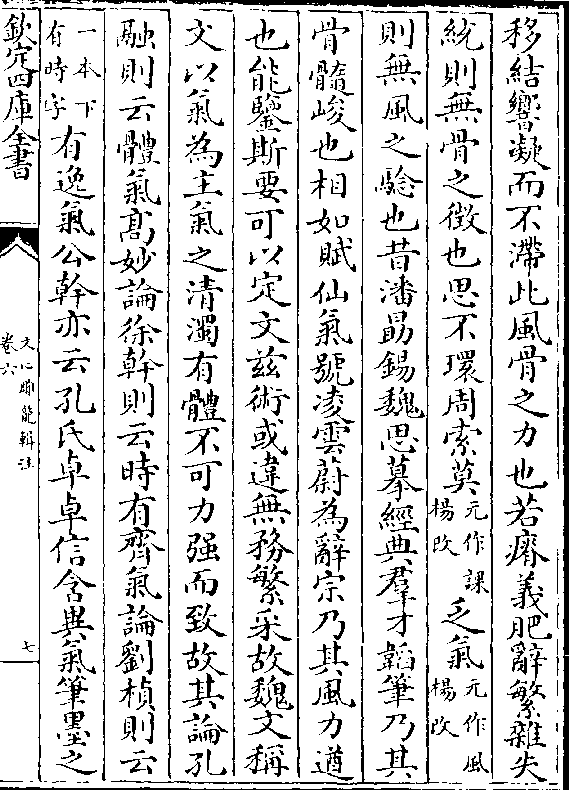 移結響凝而不滯此風骨之力也若瘠義肥辭繁雜失
統則無骨之徵也思不環周索莫元作課楊改乏氣元作風楊改
則無風之驗也昔潘勗錫魏思摹經典羣才韜筆乃其
骨髓峻也相如賦仙氣號凌雲蔚為辭宗乃其風力遒
也能鑒斯要可以定文兹術或違無務繁采故魏文稱
文以氣為主氣之清濁有體不可力强而致故其論孔
融則云體氣髙妙論徐幹則云時有齊氣論劉楨則云
一本下有時字有逸氣公幹亦云孔氏卓卓信含異氣筆墨之
欽定四庫全書
文心雕龍輯注
卷六
七